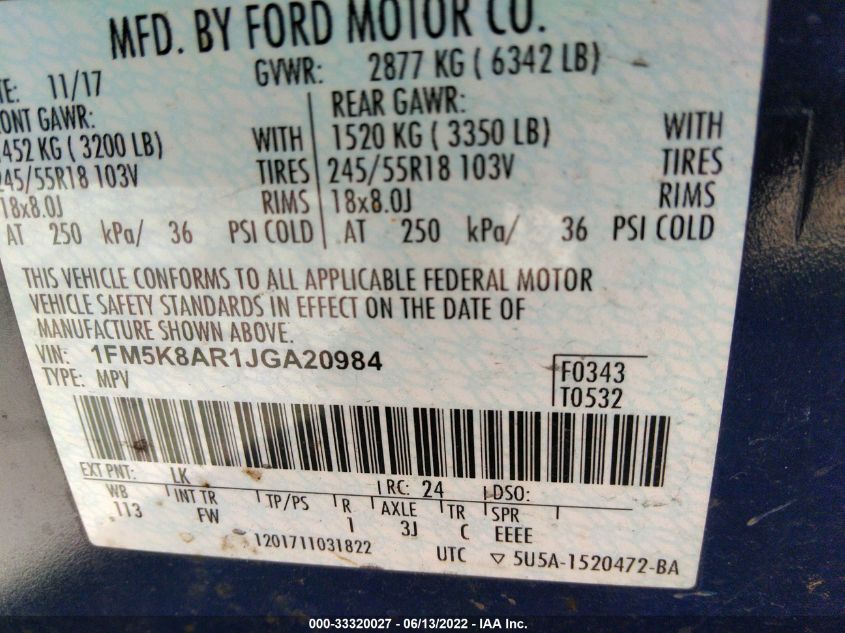 MFD. BY FORD MOTOR CO.
11/17 GVWR: 2877 KG ( 6342 LB)
GAWR: REAR GAWR:
452 KG ( 3200 LB) WITH 1520 KG ( 3350 LB) WITH
245/55R18 103V TIRES 245/55R18 103V TIRES
18x8.0J RIMS 18x8.0J RIMS
AT 250 kPa/ 36 PSI COLD AT 250 kPa/ 36 PSI COLD
THIS VEHICLE CONFORMS TO ALL APPLICABLE FEDERAL MOTOR
VEHICLE SAFETY STANDARDS IN EFFECT ON THE DATE OF
MANUFACTURE SHOWN ABOVE.
VIN: 1FM5K8AR1JGA20984
TYPE: MPV
F0343
T0532
EXT PNT: LK RC: 24 DSO:
WB INT TR TP/PS R AXLE TR SPR
113 FW 1 3J C EEEE
1201711031822 UTC ▽ 5U5A-1520472-BA
000-33320027 - 06/13/2022 - IAA Inc.